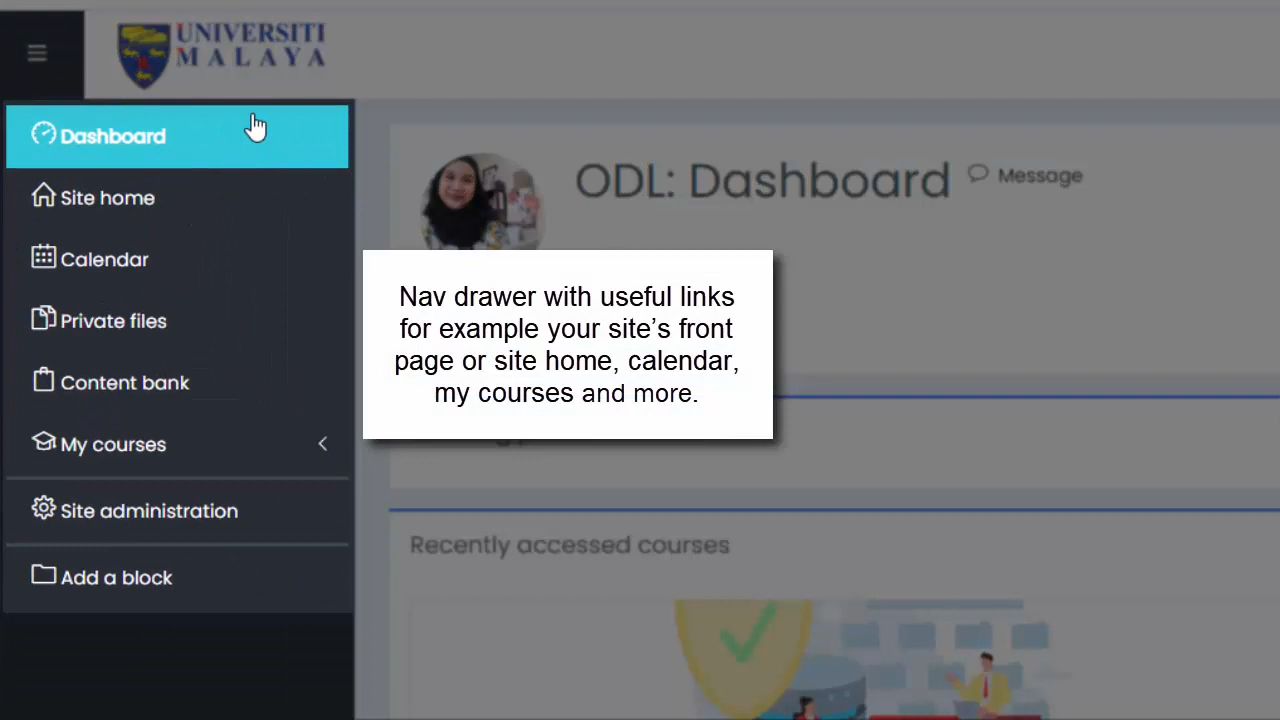 UNIVERSITI
MALAYA
Dashboard
Site home
Calendar
Private files
Content bank
My courses
Site administration
Add a block
ODL: Dashboard
Message
Nav drawer with useful links
for example your site’s front
page or site home, calendar,
my courses and more.
Recently accessed courses